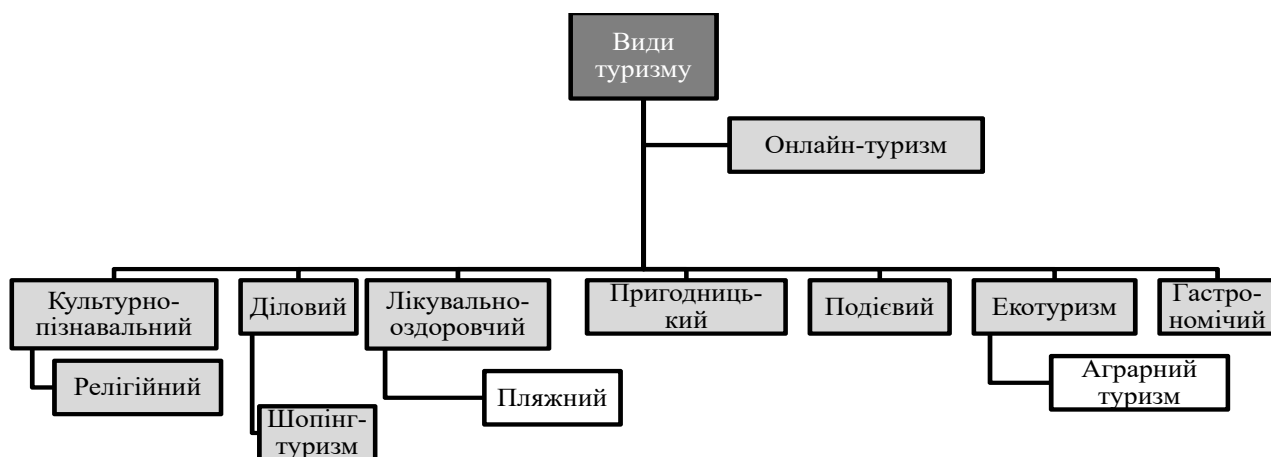 Види
туризму
Онлайн-туризм
Культурно-
пізнавальний
Діловий
Лікувально-
оздоровчий
Пригодниць-
кий
Подієвий
Екотуризм
Гастро-
номічий
Релігійний
Шопінг-
туризм
Пляжний
Аграрний
туризм